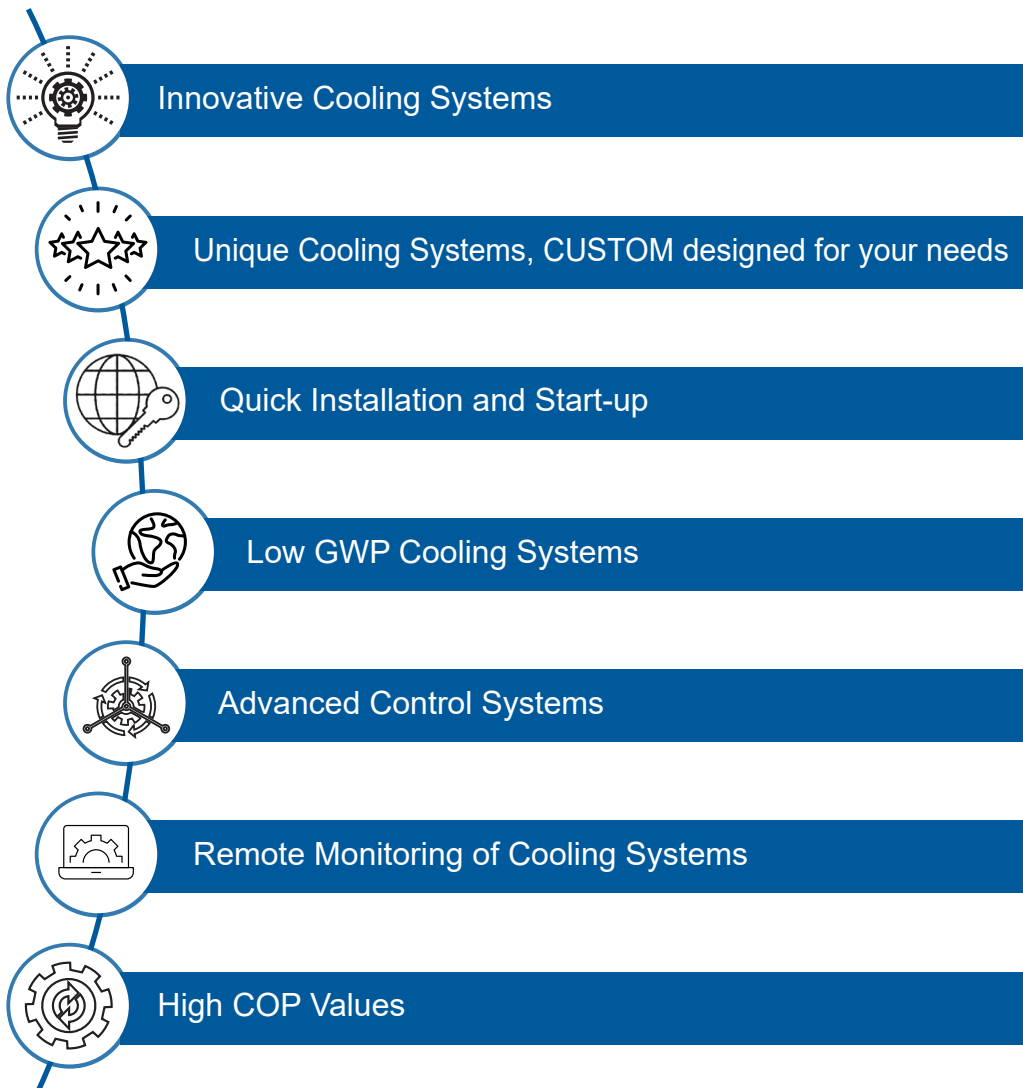 Innovative Cooling Systems
Unique Cooling Systems, CUSTOM designed for your needs
Quick Installation and Start-up
Low GWP Cooling Systems
Advanced Control Systems
Remote Monitoring of Cooling Systems
High COP Values